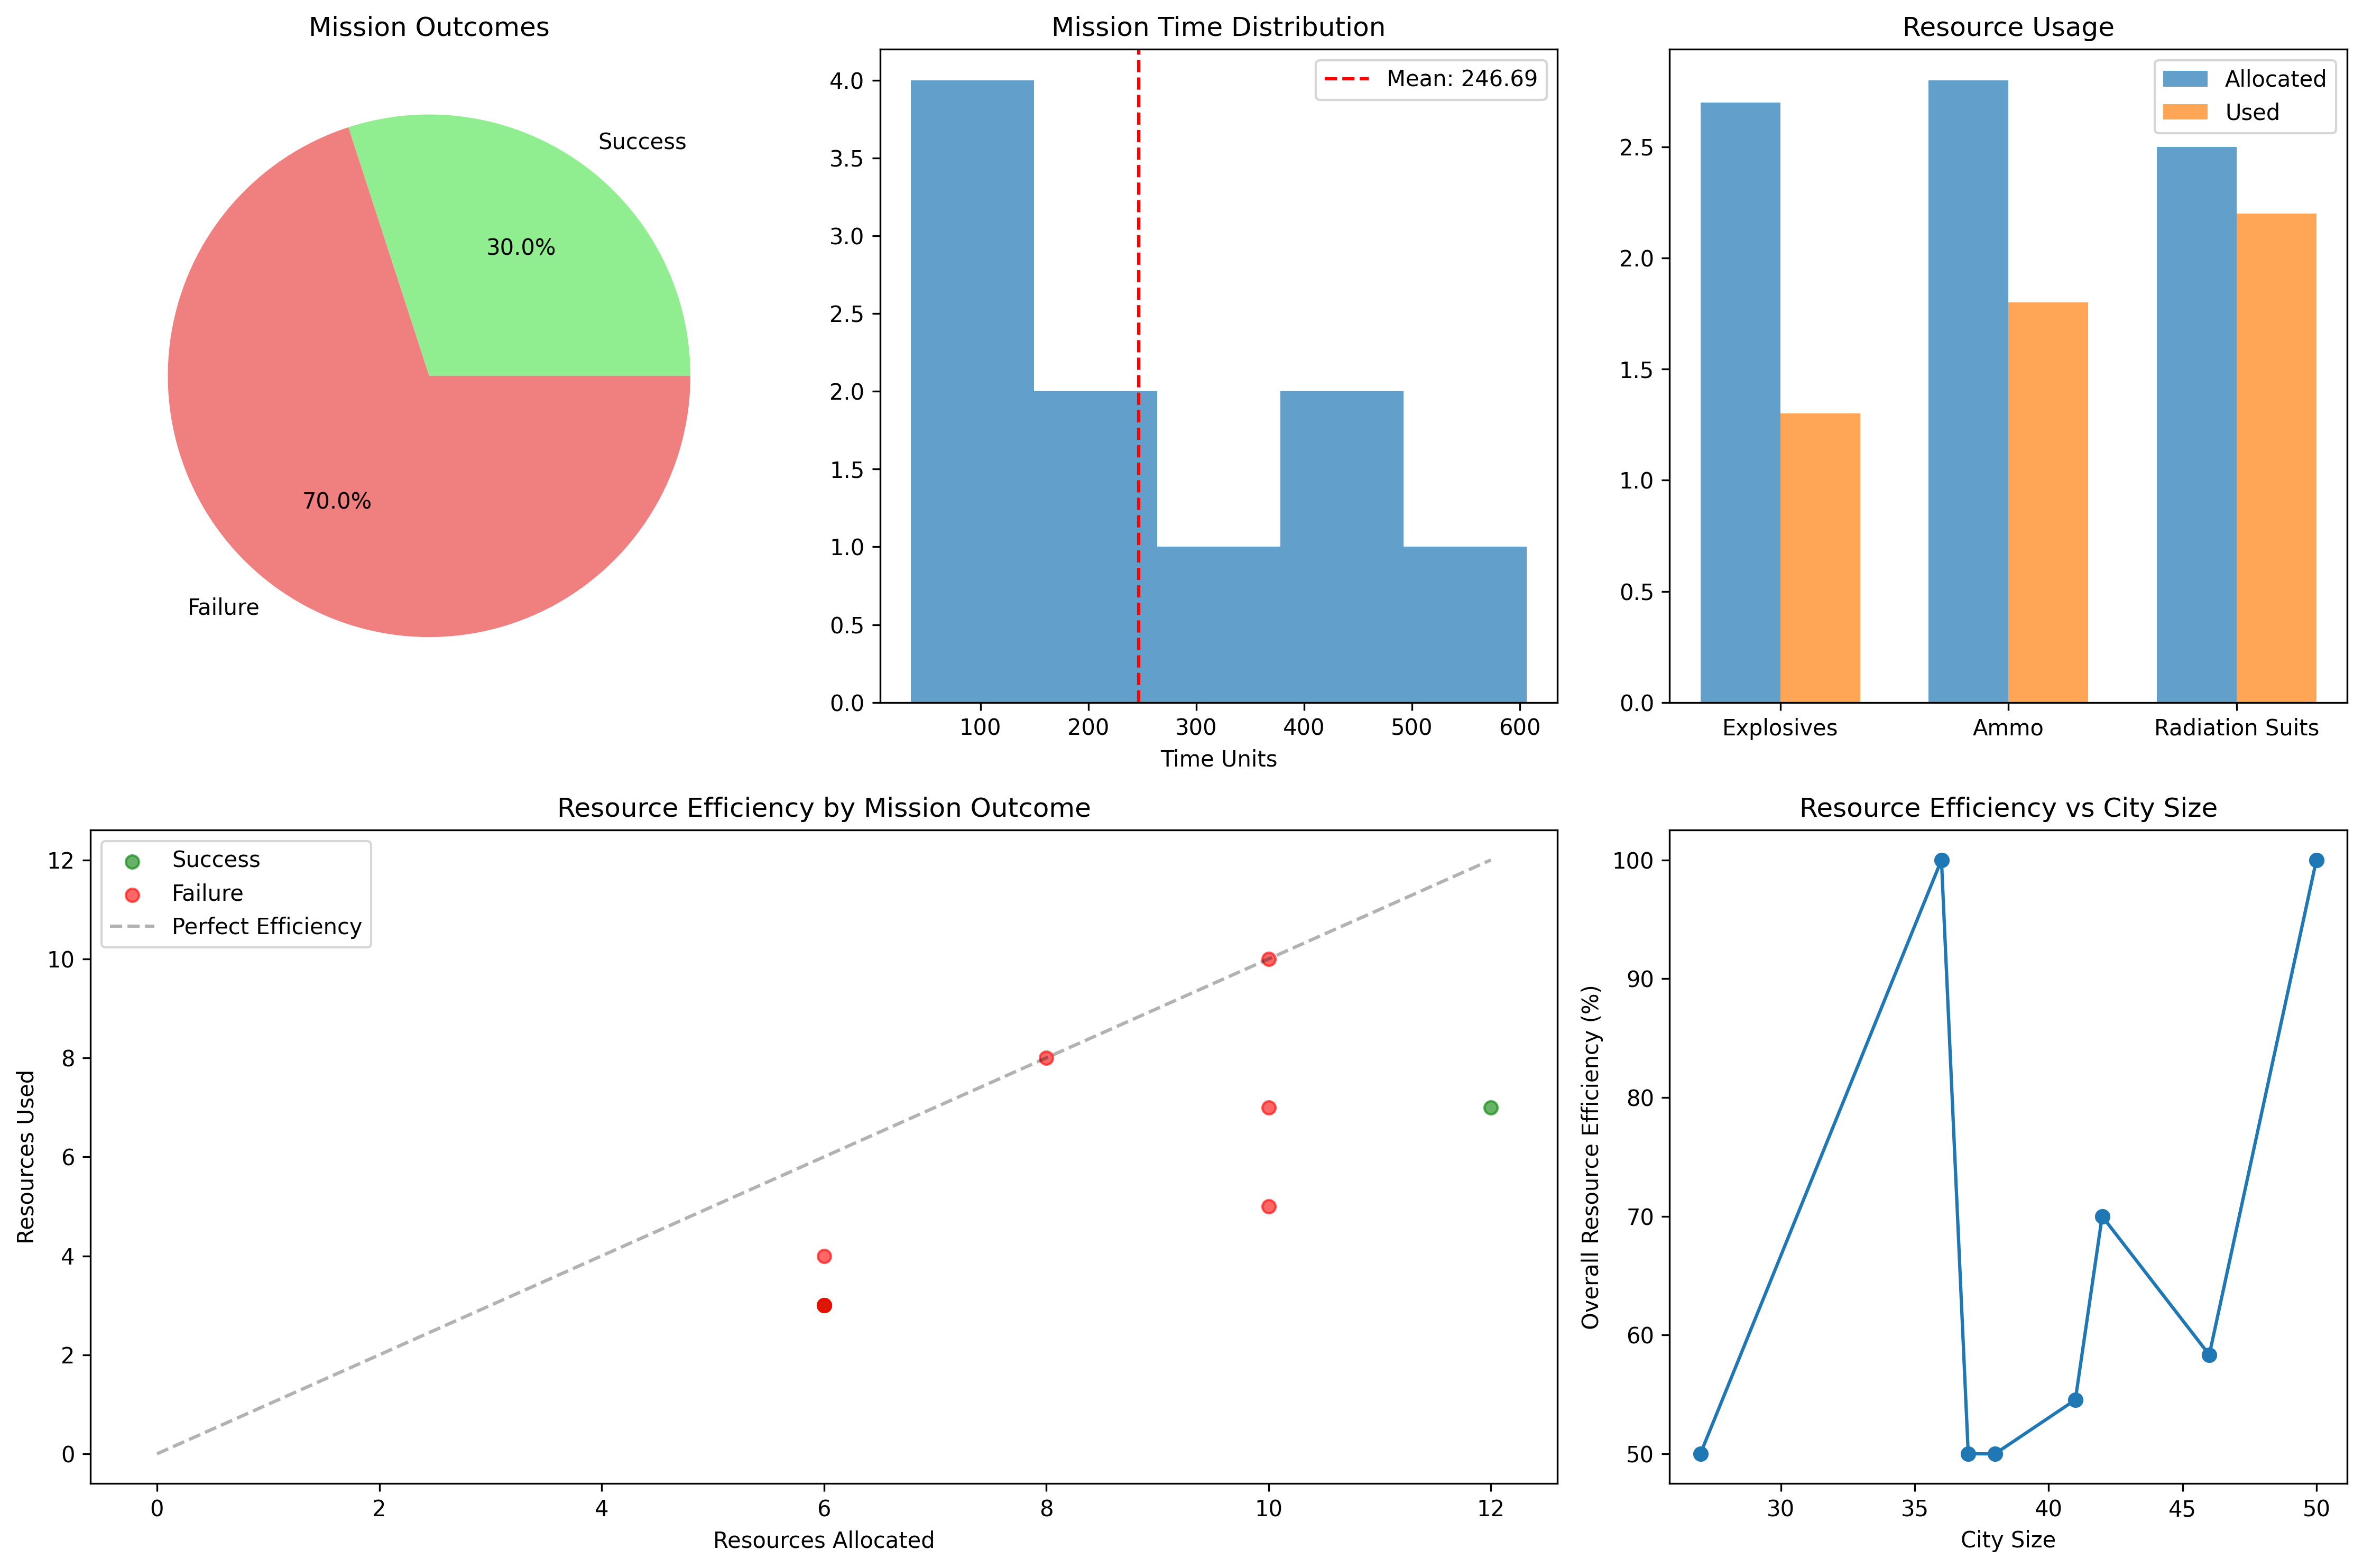 Mission Outcomes
Success
30.0%
70.0%
Failure
Mission Time Distribution
Mean: 246.69
4.0
3.5
3.0
2.5
2.0
1.5
1.0
0.5
0.0
100 200 300 400 500 600
Time Units
Resource Usage
Allocated
Used
2.5
2.0
1.5
1.0
0.5
0.0
Explosives Ammo Radiation Suits
Resource Efficiency by Mission Outcome
Success
Failure
Perfect Efficiency
Resources Used
12
10
8
6
4
2
0
0 2 4 6 8 10 12
Resources Allocated
Resource Efficiency vs City Size
Overall Resource Efficiency (%)
100
90
80
70
60
50
30 35 40 45 50
City Size